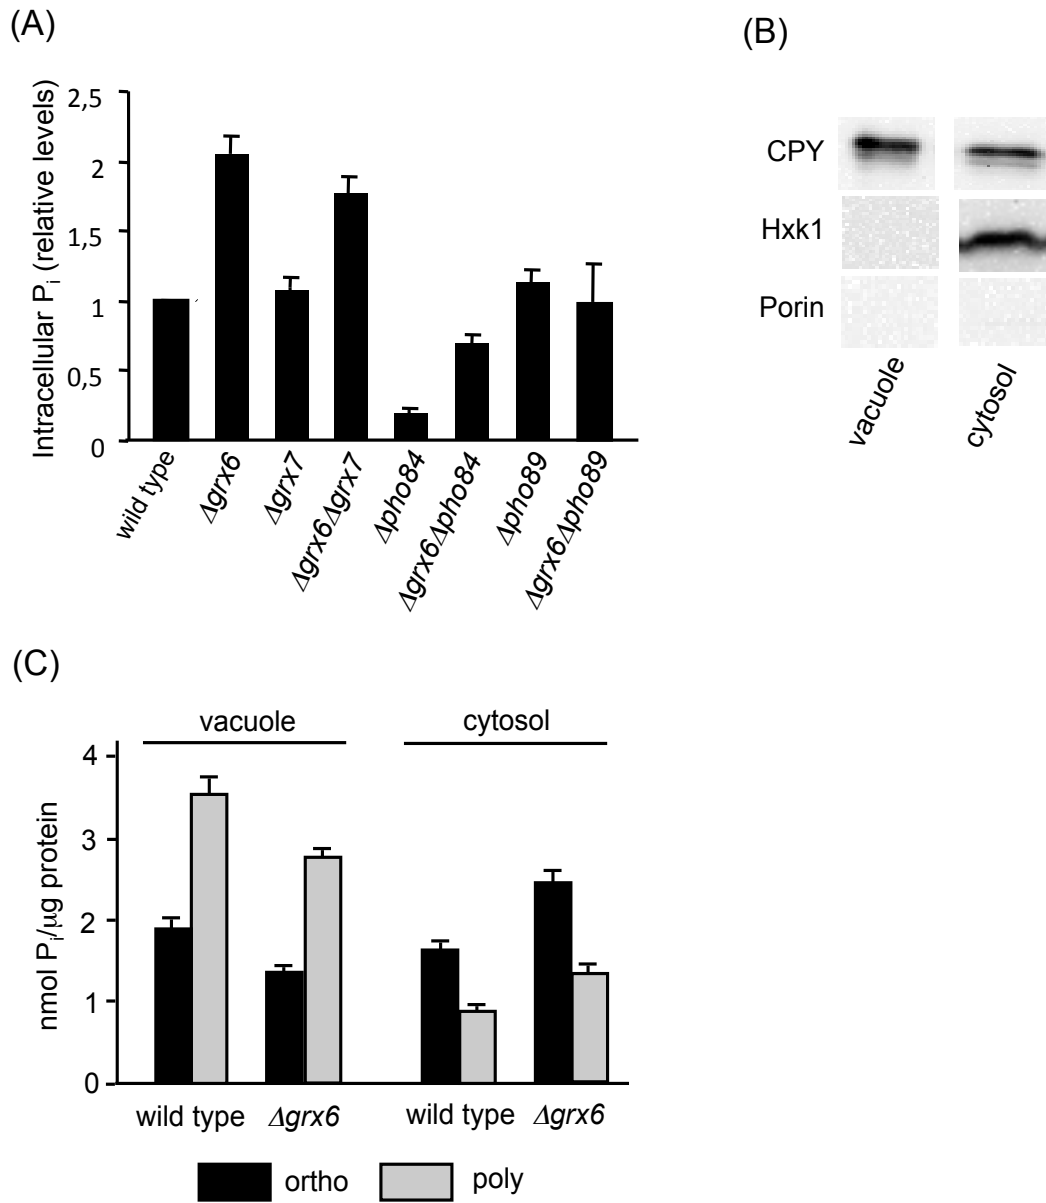 (A)
Intracellular Pi (relative levels)
2,5
2
1,5
1
0,5
0
wild type
Δgrx6
Δgrx7
Δgrx6Δgrx7
Δpho84
Δgrx6Δpho84
Δpho89
Δgrx6Δpho89
(B)
CPY
Hxk1
Porin
vacuole
cytosol
(C)
vacuole cytosol
nmol Pi/μg protein
4
3
2
1
0
wild type Δgrx6 wild type Δgrx6
ortho poly